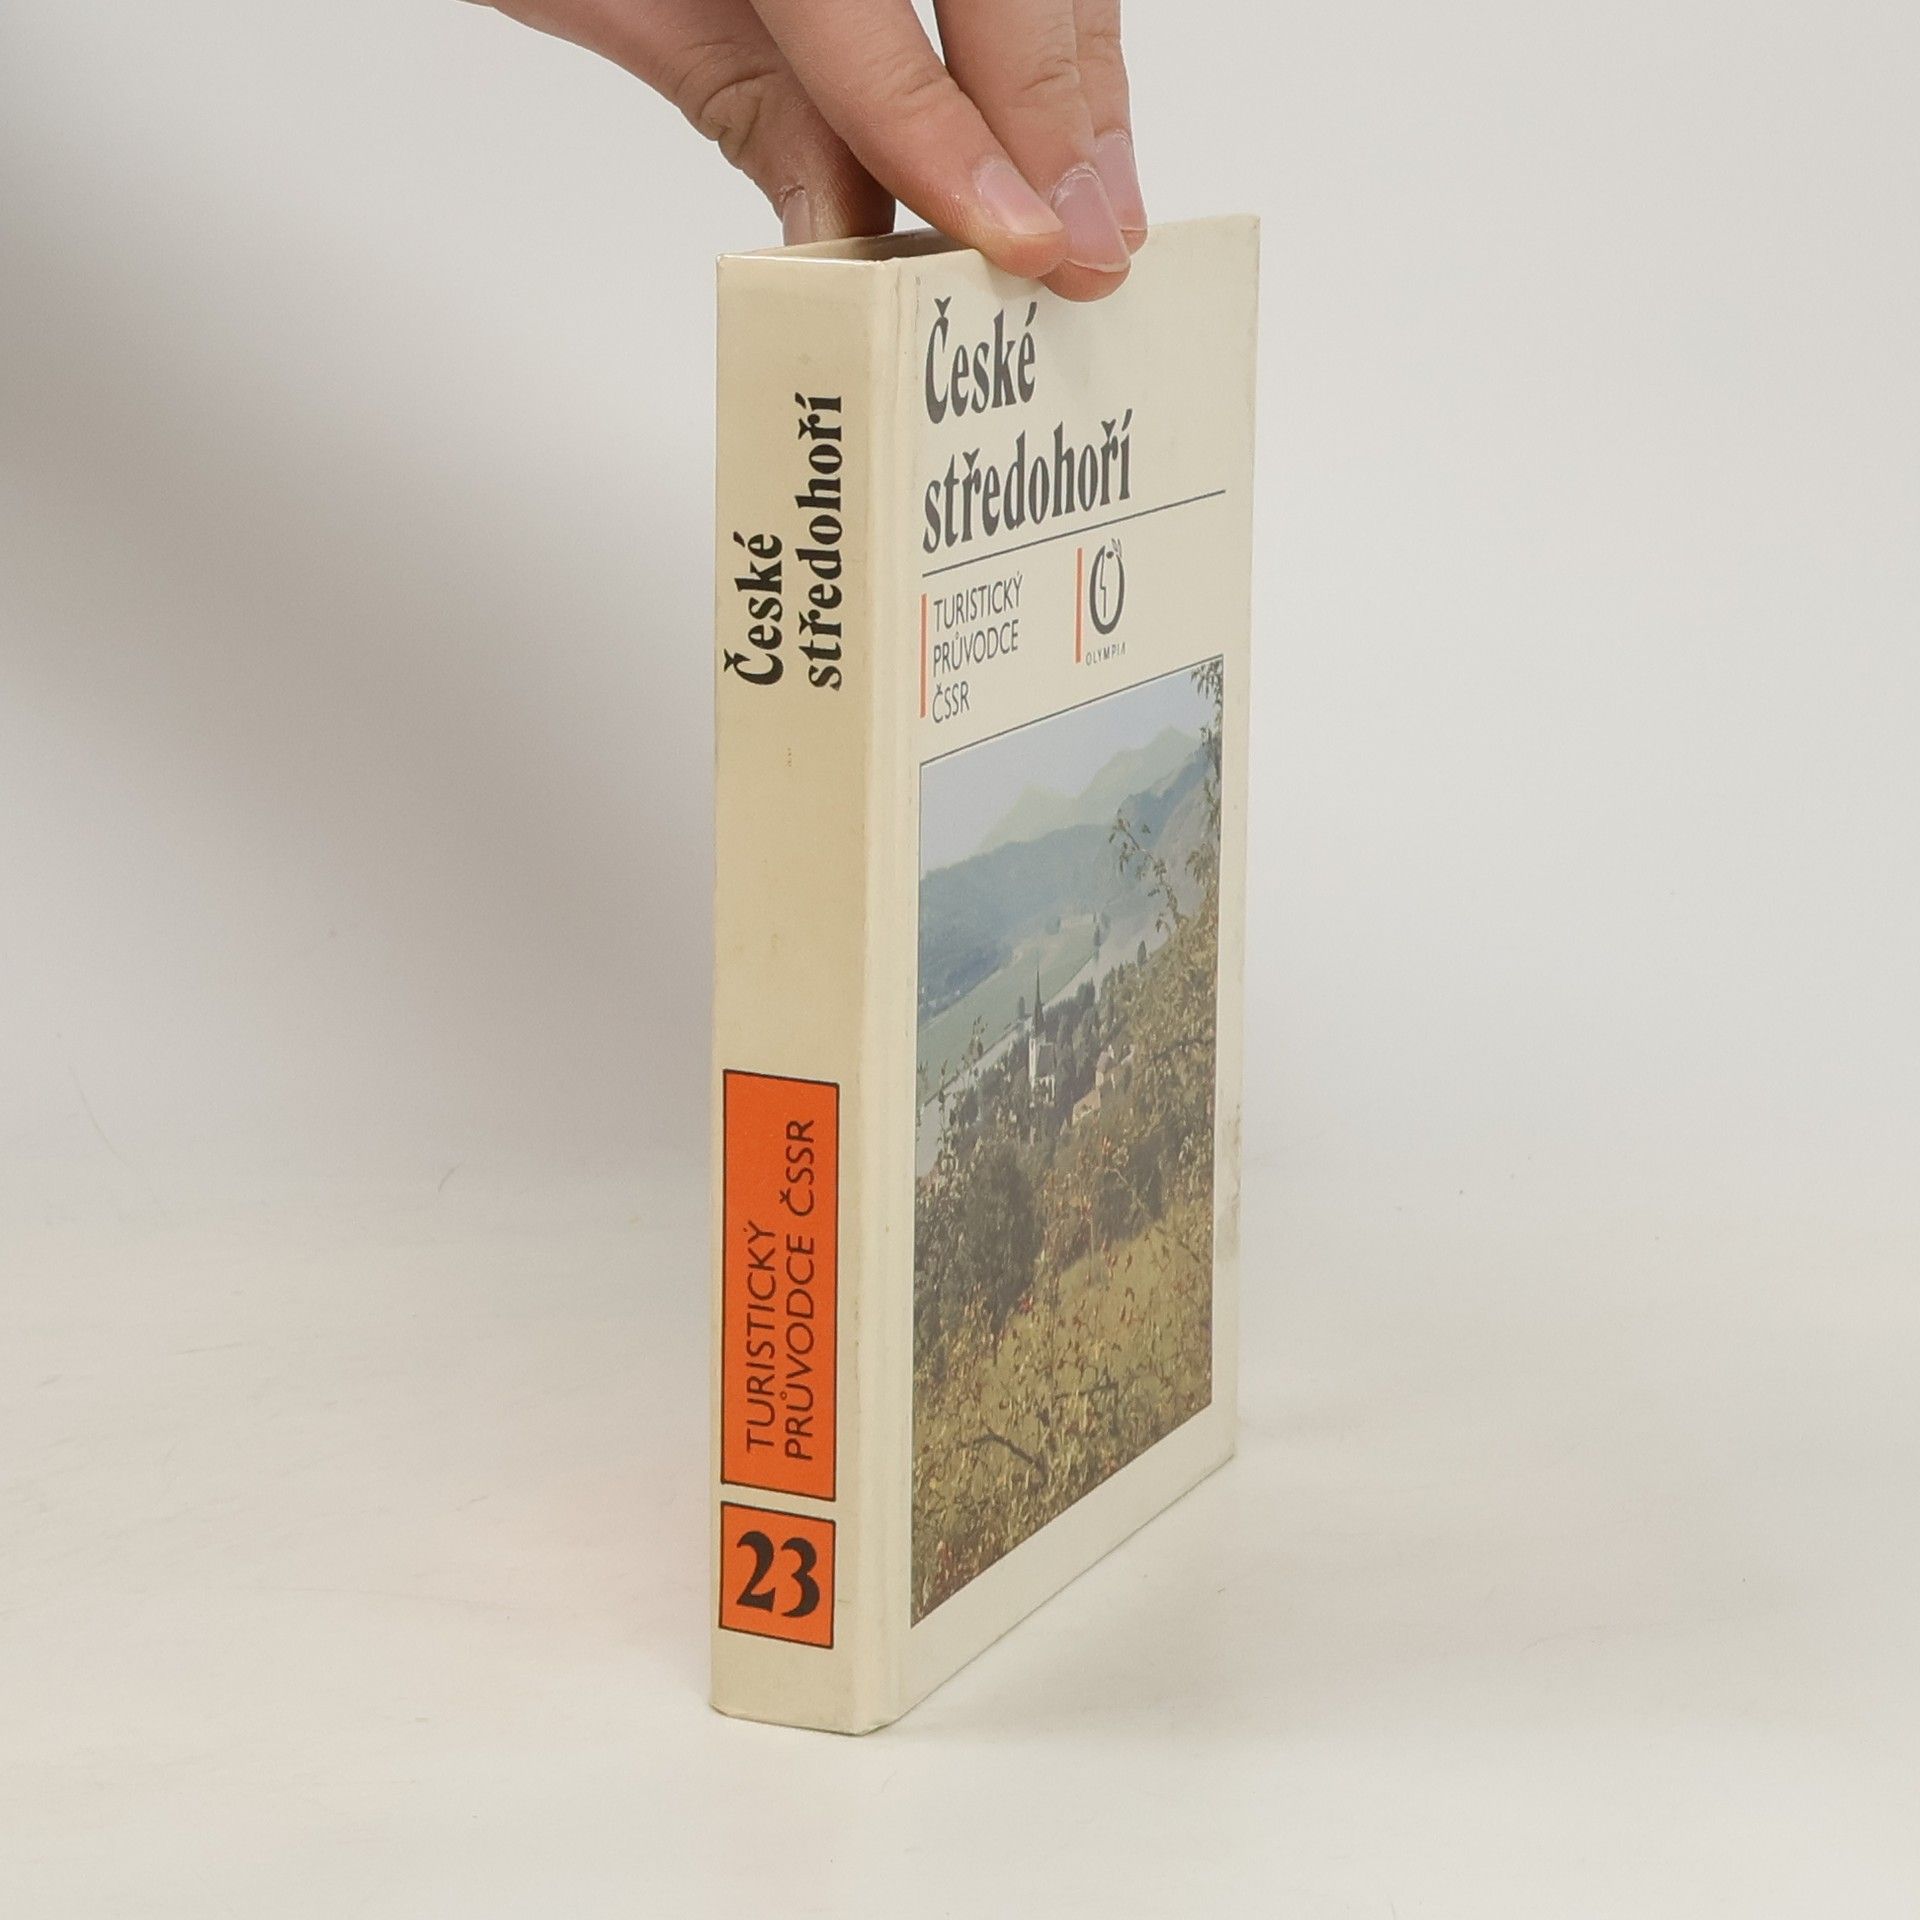 České
středohoří
TURISTICKÝ
PRŮVODCE ČSSR
23
České
středohoří
TURISTICKÝ
PRŮVODCE
ČSSR
OLYMPIA